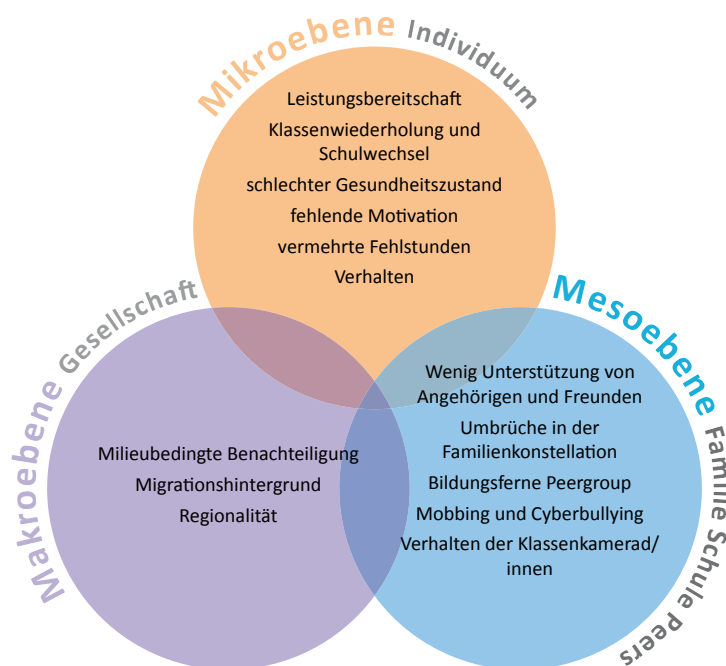 Mikroebene Individuum
Leistungsbereitschaft
Klassenwiederholung und
Schulwechsel
schlechter Gesundheitszustand
fehlende Motivation
vermehrte Fehlstunden
Verhalten
Makroebene Gesellschaft
Milieubedingte Benachteiligung
Migrationshintergrund
Regionalität
Mesoebene Familie Schule Peers
Wenig Unterstützung von
Angehörigen und Freunden
Umbrüche in der
Familienkonstellation
Bildungsferne Peergroup
Mobbing und Cyberbullying
Verhalten der Klassenkamerad/
innen